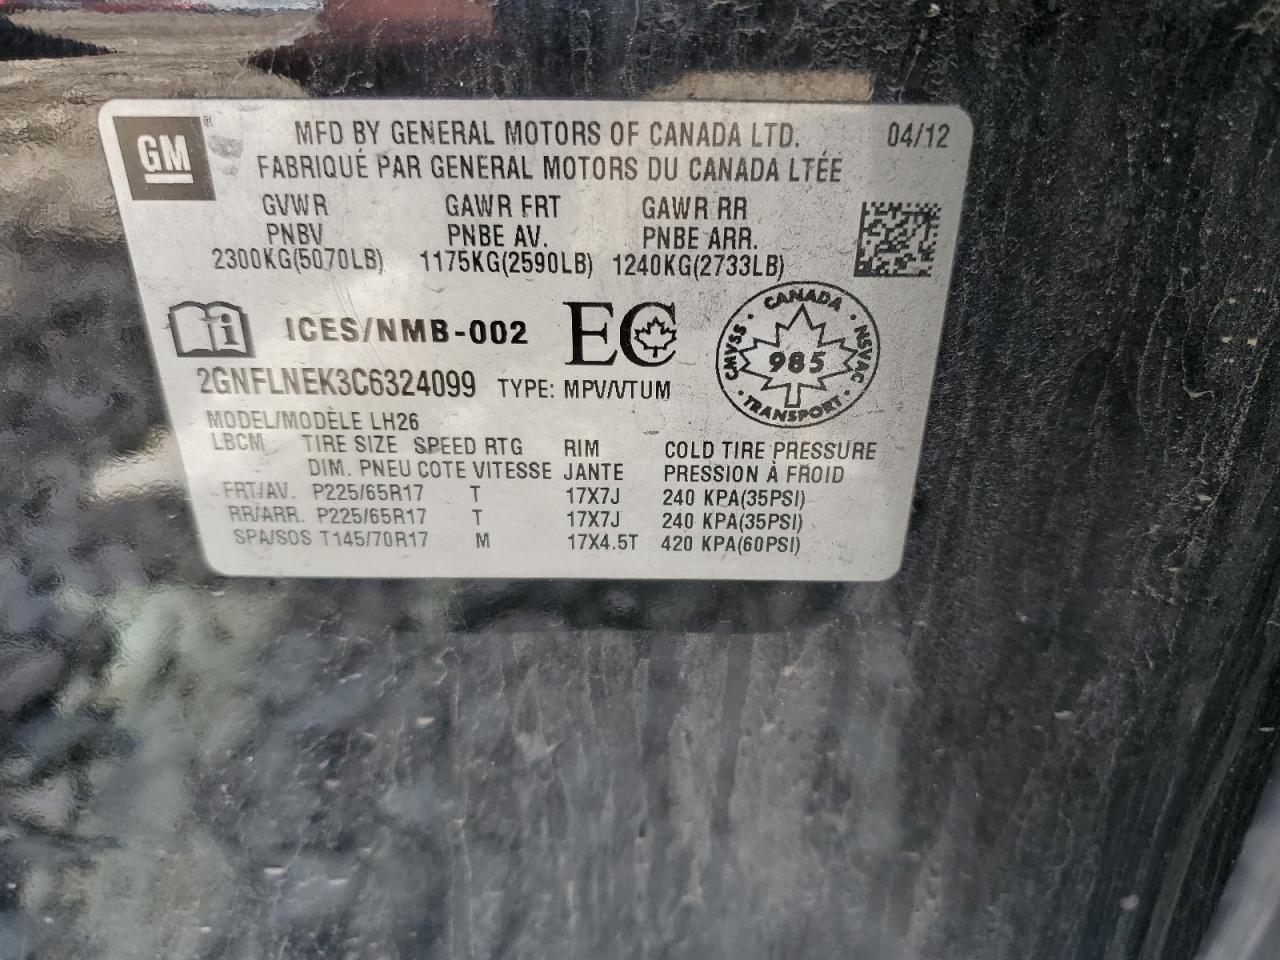 GM
MFD BY GENERAL MOTORS OF CANADA LTD. 04/12
FABRIQUÉ PAR GENERAL MOTORS DU CANADA LTÉE
GVWR GAWR FRT GAWR RR
PNBV PNBE AV. PNBE ARR.
2300KG(5070LB) 1175KG(2590LB) 1240KG(2733LB)
ICES/NMB-002 EC
CANADA
CMVSS 985 NSVAC
TRANSPORT
2GNFLNEK3C6324099 TYPE: MPV/VTUM
MODEL/MODÈLE LH26
LBCM TIRE SIZE SPEED RTG RIM COLD TIRE PRESSURE
DIM. PNEU COTE VITESSE JANTE PRESSION À FROID
FRT/AV. P225/65R17 T 17X7J 240 KPA(35PSI)
RR/ARR. P225/65R17 T 17X7J 240 KPA(35PSI)
SPA/SOS T145/70R17 M 17X4.5T 420 KPA(60PSI)